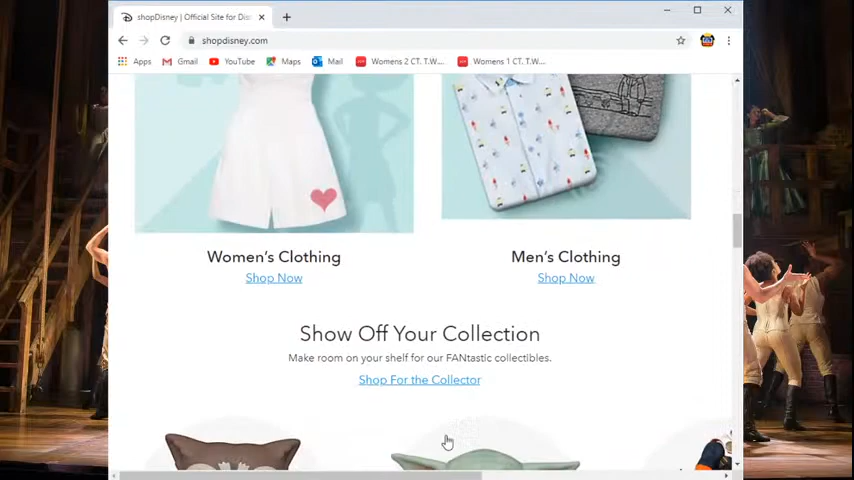 shopDisney | Official Site for Dis
shopdisney.com
Apps Gmail YouTube Maps Mail Womens 2 CT. T.W.... Womens 1 CT. T.W....
Women's Clothing Men's Clothing
Shop Now Shop Now
Show Off Your Collection
Make room on your shelf for our FANtastic collectibles.
Shop For the Collector